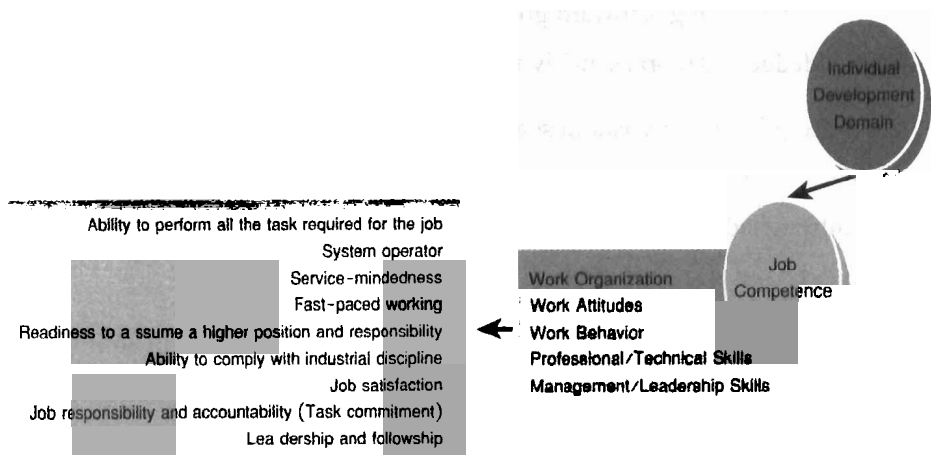 Individual
Development
Domain
Job
Competence
Work Organization
Work Attitudes
Work Behavior
Professional/Technical Skills
Management/Leadership Skills
Ability to perform all the task required for the job
System operator
Service-mindedness
Fast-paced working
Readiness to a ssume a higher position and responsibility
Ability to comply with industrial discipline
Job satisfaction
Job responsibility and accountability (Task commitment)
Lea dership and followship